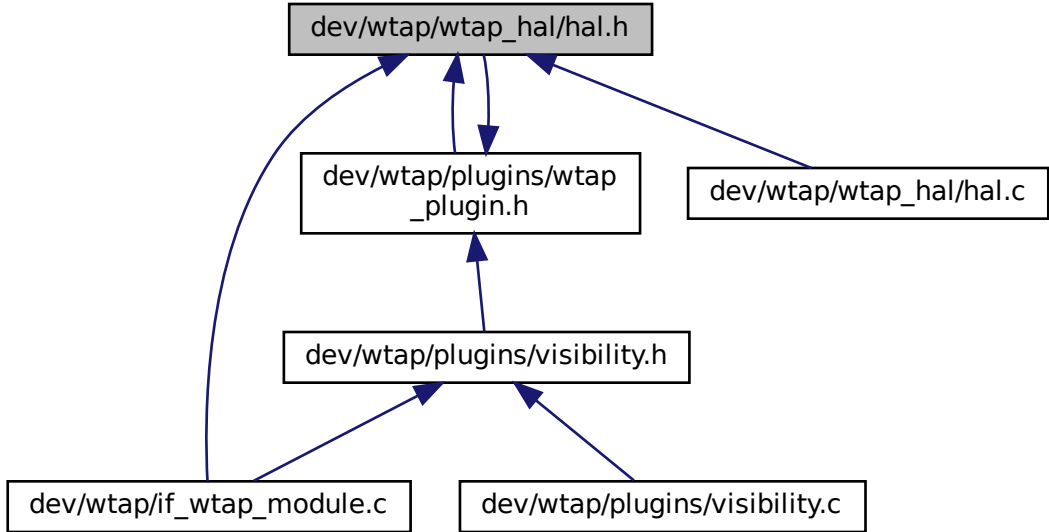 dev/wtap/wtap_hal/hal.h
dev/wtap/plugins/wtap
_plugin.h
dev/wtap/wtap_hal/hal.c
dev/wtap/plugins/visibility.h
dev/wtap/if_wtap_module.c
dev/wtap/plugins/visibility.c